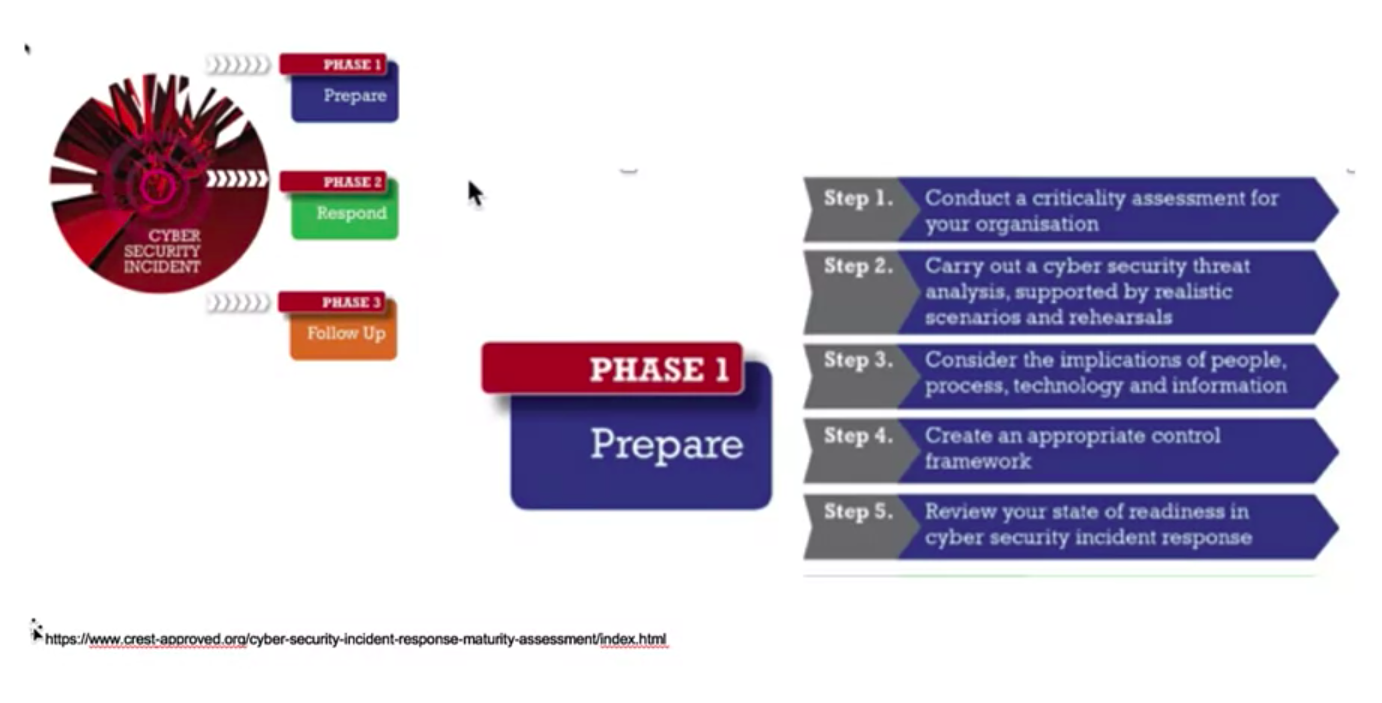 PHASE 1
Prepare
PHASE 2
Respond
CYBER
SECURITY
INCIDENT
PHASE 3
Follow Up
PHASE 1
Prepare
Step 1.
Conduct a criticality assessment for
your organisation
Step 2.
Carry out a cyber security threat
analysis, supported by realistic
scenarios and rehearsals
Step 3.
Consider the implications of people,
process, technology and information
Step 4.
Create an appropriate control
framework
Step 5.
Review your state of readiness in
cyber security incident response
https://www.crest-approved.org/cyber-security-incident-response-maturity-assessment/index.html